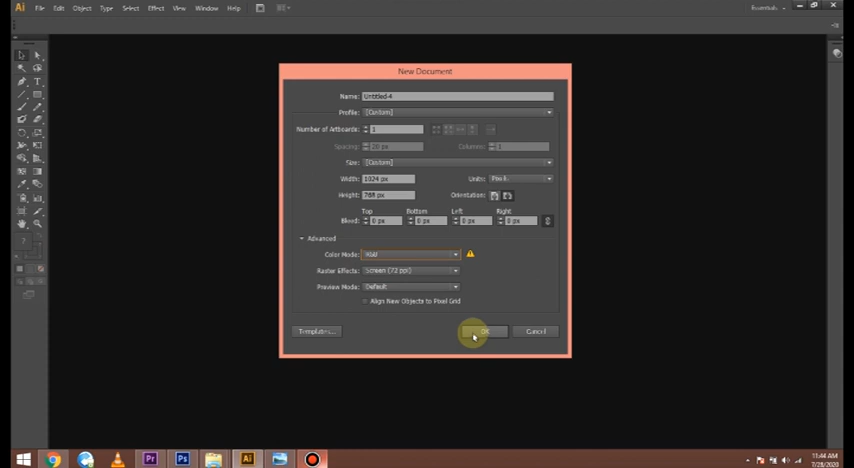 Ai File Edit Object Type Select Effect View Window Help Essentials
New Document
Name: Untitled-4
Profile: [Custom]
Number of Artboards: 1
Spacing: 20 px Columns: 1
Size: [Custom]
Width: 1024 px Units: Pixels
Height: 768 px Orientation:
Top Bottom Left Right
Bleed: 0 px 0 px 0 px 0 px
Advanced
Color Mode: RGB
Raster Effects: Screen (72 ppi)
Preview Mode: Default
Align New Objects to Pixel Grid
Templates... OK Cancel
Pr Ps Ai
11:44 AM
7/28/2020